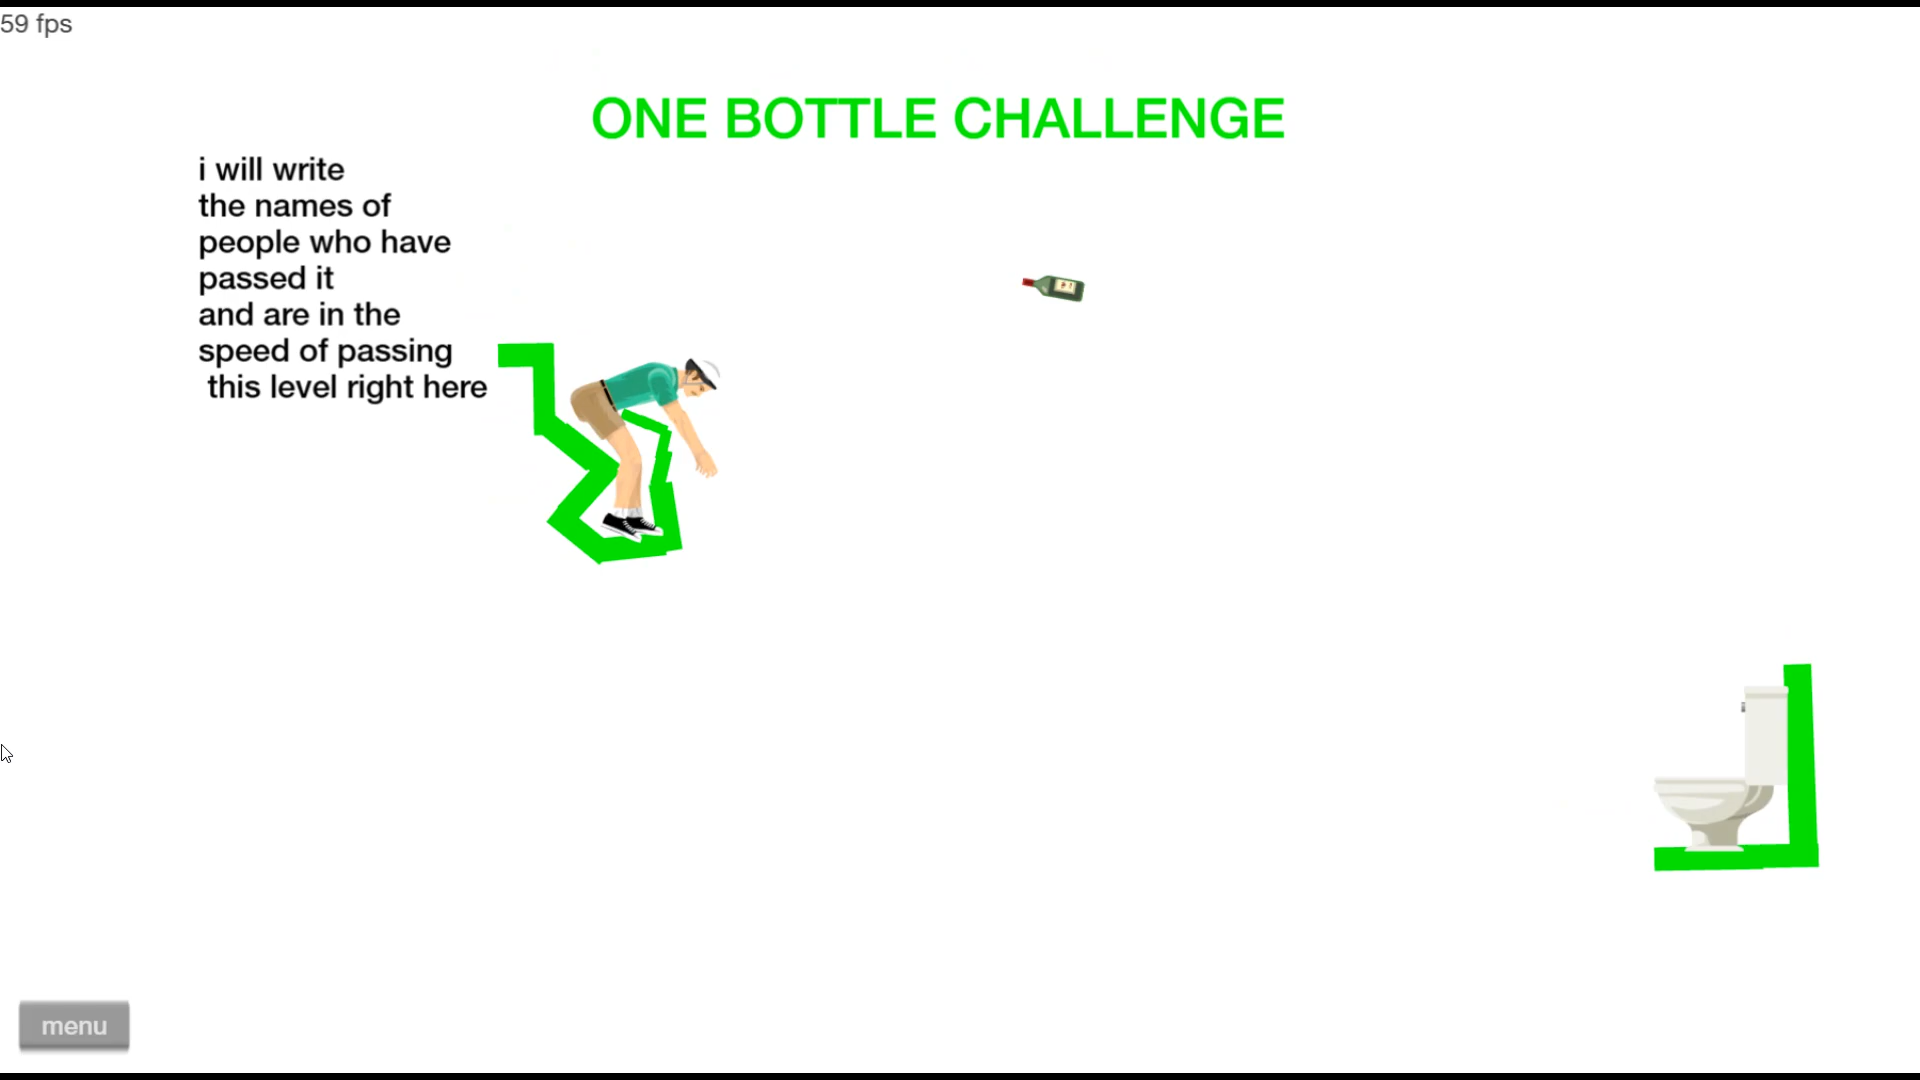 59 fps
ONE BOTTLE CHALLENGE
i will write
the names of
people who have
passed it
and are in the
speed of passing
this level right here
menu